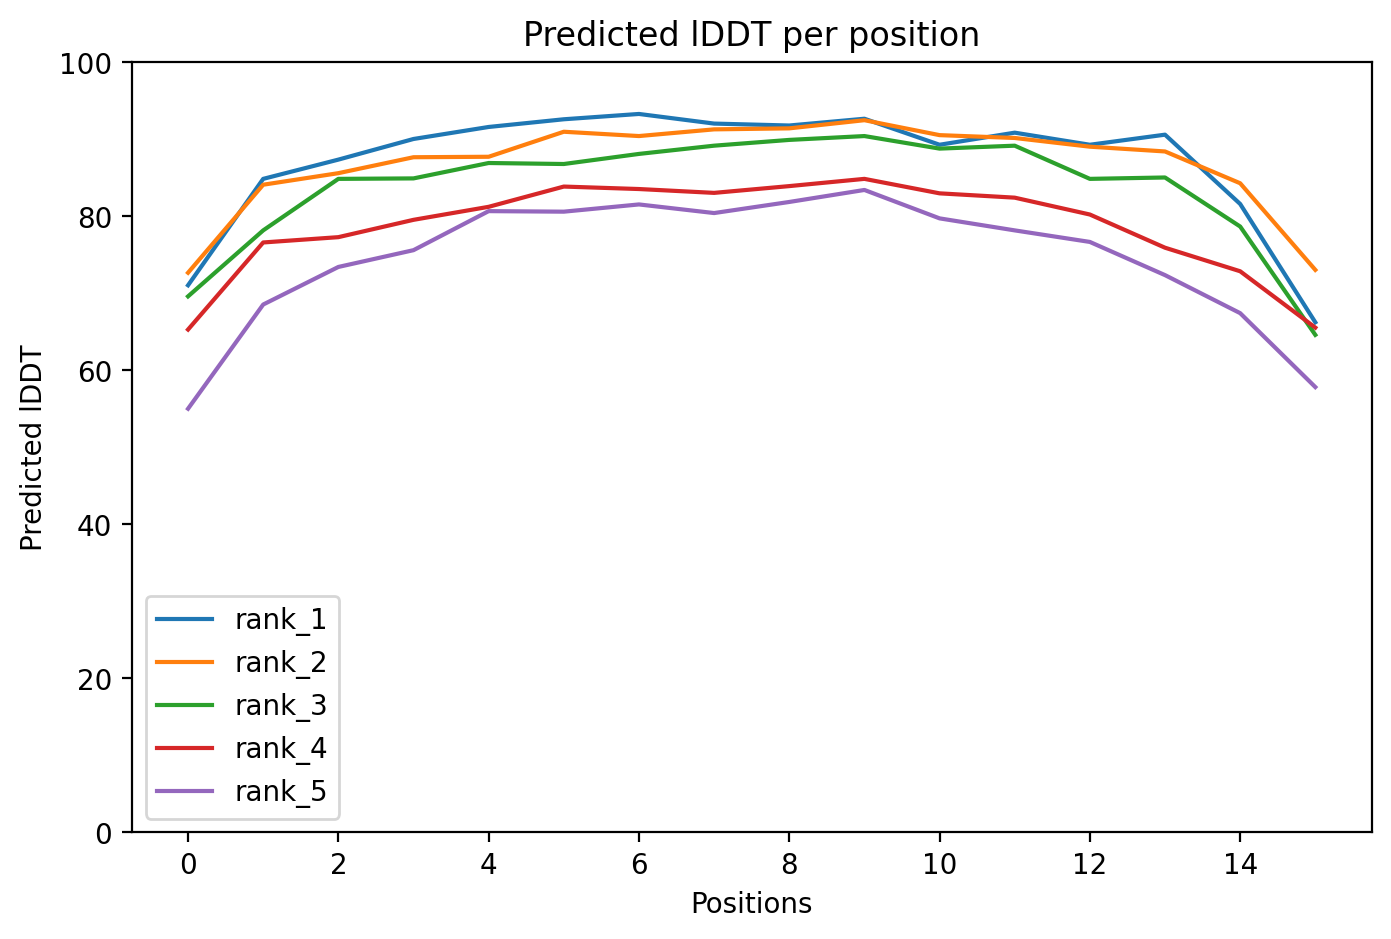 Predicted lDDT per position
100
80
60
40
20
0
Predicted lDDT
rank_1
rank_2
rank_3
rank_4
rank_5
0 2 4 6 8 10 12 14
Positions